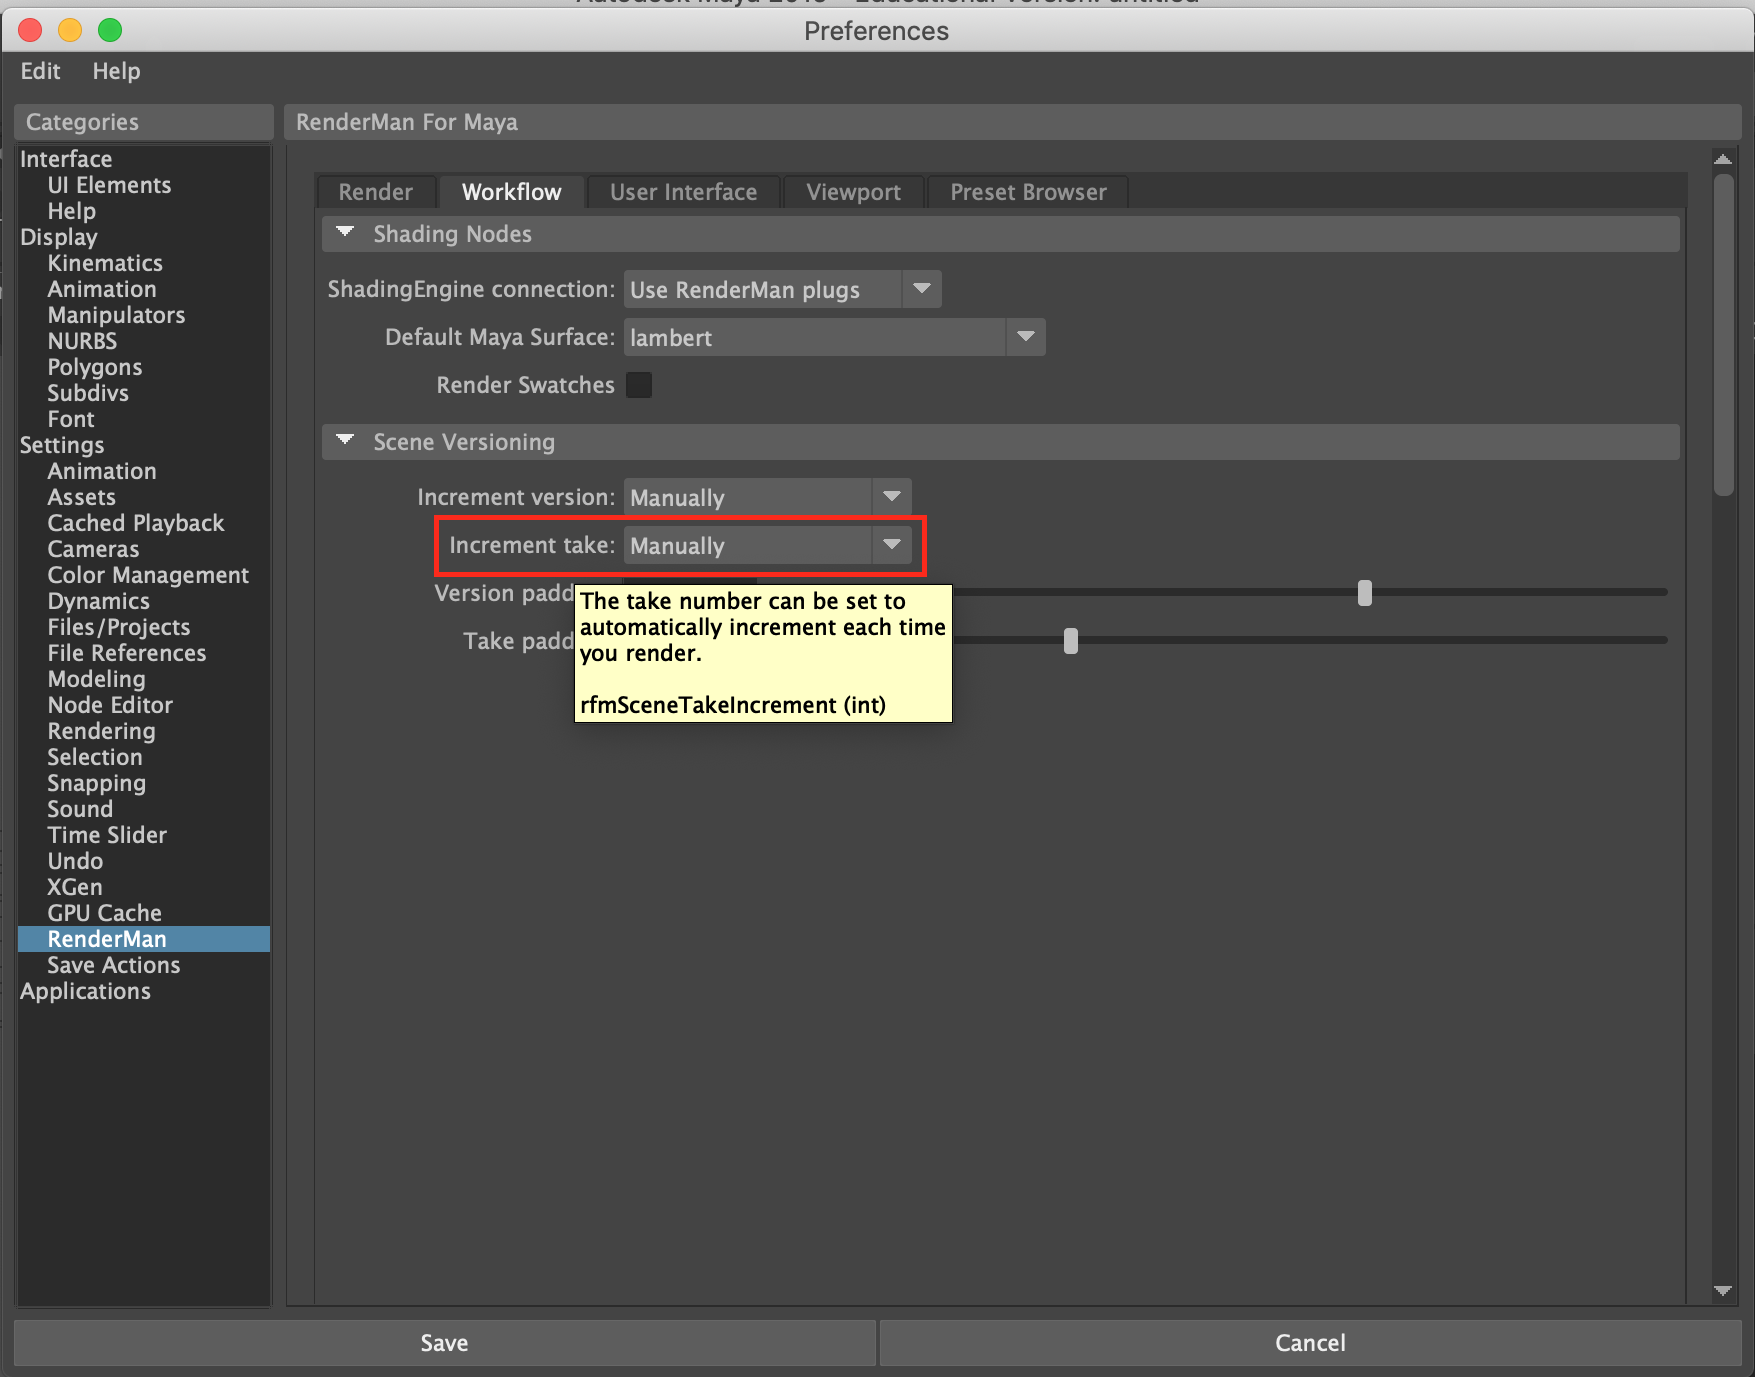 Preferences
Edit Help
Categories
RenderMan For Maya
Interface
UI Elements
Help
Display
Kinematics
Animation
Manipulators
NURBS
Polygons
Subdivs
Font
Settings
Animation
Assets
Cached Playback
Cameras
Color Management
Dynamics
Files/Projects
File References
Modeling
Node Editor
Rendering
Selection
Snapping
Sound
Time Slider
Undo
XGen
GPU Cache
RenderMan
Save Actions
Applications
Render Workflow User Interface Viewport Preset Browser
Shading Nodes
ShadingEngine connection: Use RenderMan plugs
Default Maya Surface: lambert
Render Swatches
Scene Versioning
Increment version: Manually
Increment take: Manually
Version padd
Take padd
The take number can be set to
automatically increment each time
you render.
rfmSceneTakeIncrement (int)
Save Cancel